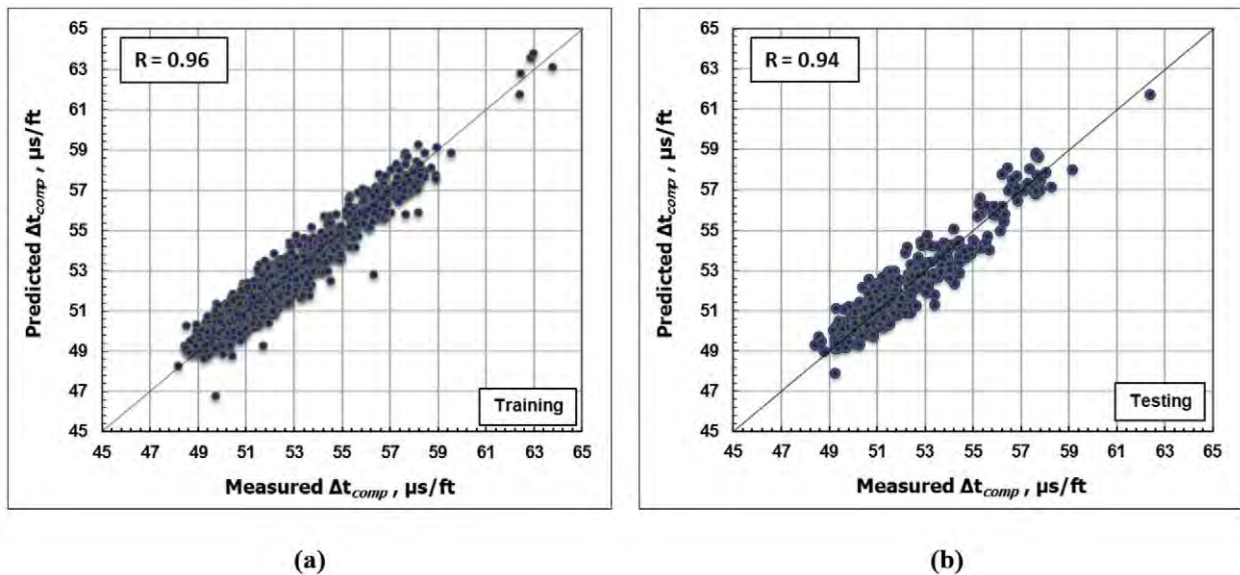 65
63
61
59
57
55
53
51
49
47
45
Predicted Δt_comp , µs/ft
R = 0.96
Training
45 47 49 51 53 55 57 59 61 63 65
Measured Δt_comp , µs/ft
(a)
65
63
61
59
57
55
53
51
49
47
45
Predicted Δt_comp , µs/ft
R = 0.94
Testing
45 47 49 51 53 55 57 59 61 63 65
Measured Δt_comp , µs/ft
(b)